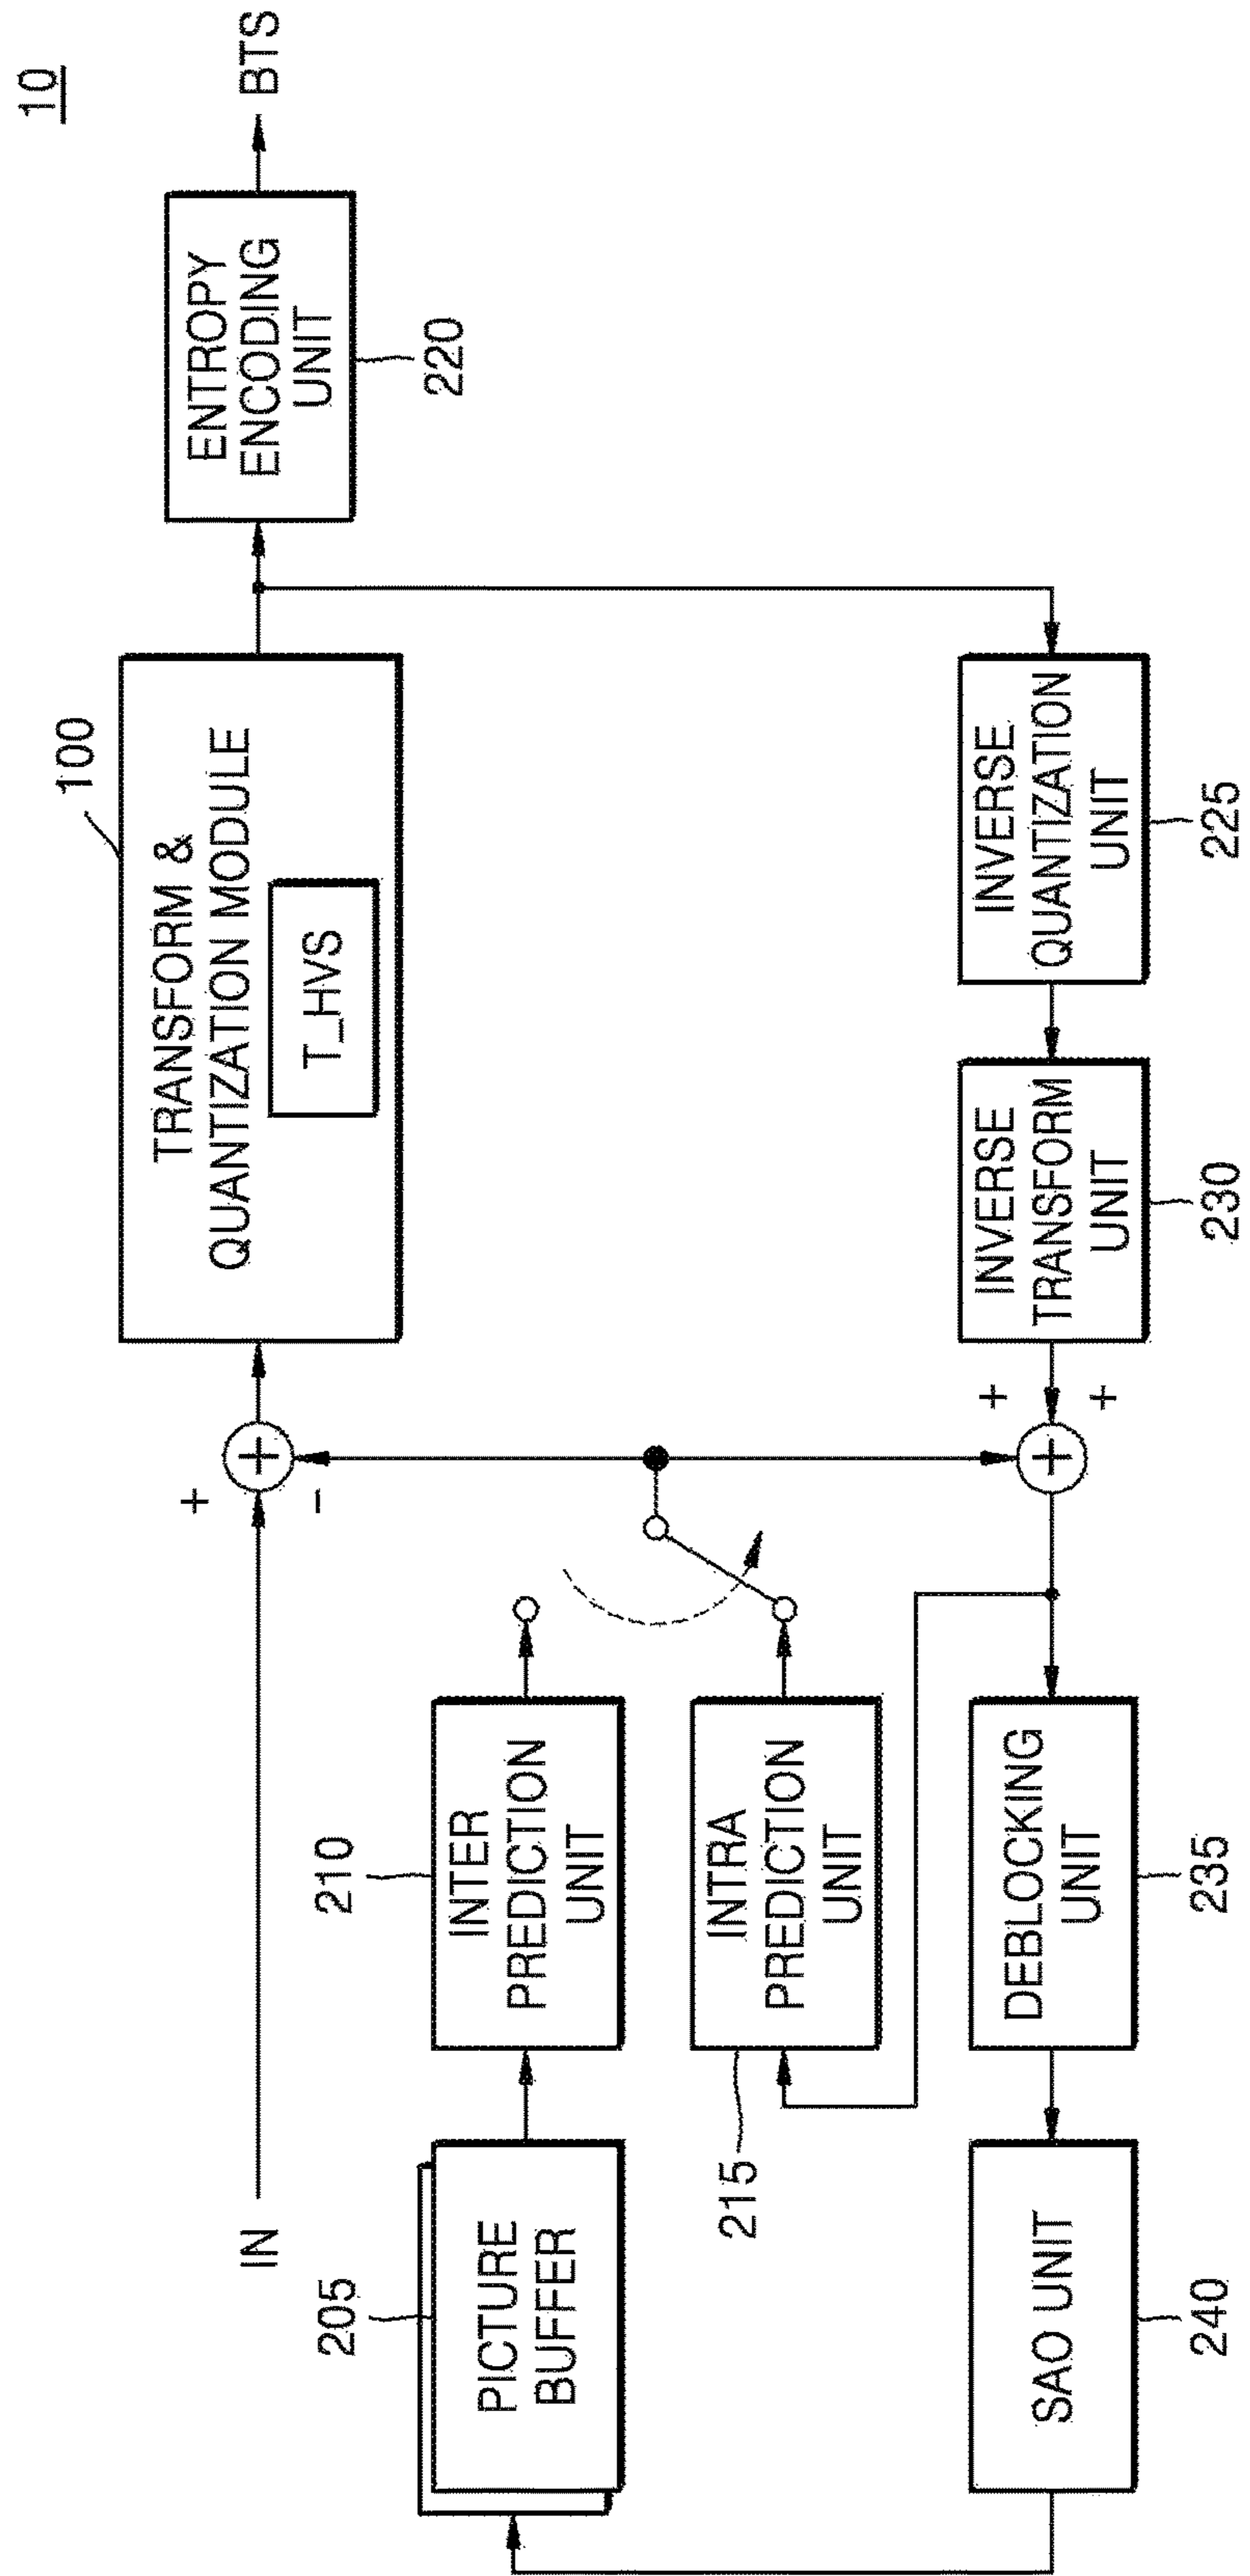 10
IN
+
-
TRANSFORM &
QUANTIZATION MODULE
T_HVS
100
ENTROPY
ENCODING
UNIT
220
BTS
205
PICTURE
BUFFER
210
INTER
PREDICTION
UNIT
215
INTRA
PREDICTION
UNIT
+
+
INVERSE
TRANSFORM
UNIT
230
INVERSE
QUANTIZATION
UNIT
225
SAO UNIT
240
DEBLOCKING
UNIT
235